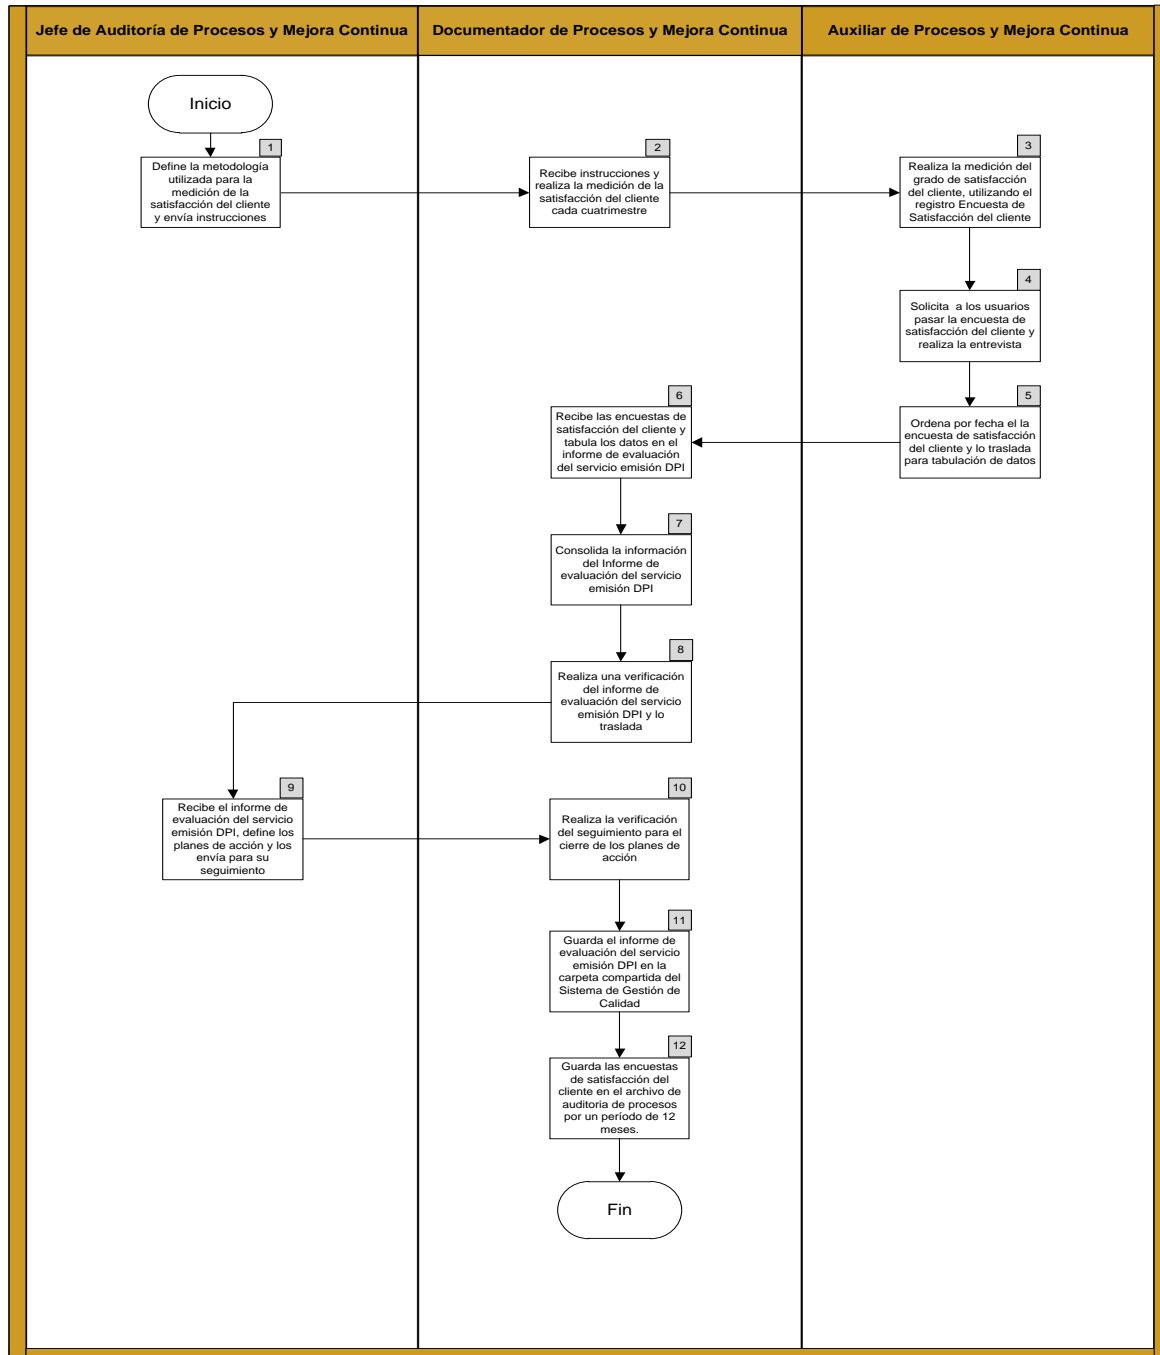 Jefe de Auditoría de Procesos y Mejora Continua
Documentador de Procesos y Mejora Continua
Auxiliar de Procesos y Mejora Continua
Inicio
1
Define la metodología
utilizada para la
medición de la
satisfacción del cliente
y envía instrucciones
2
Recibe instrucciones y
realiza la medición de la
satisfacción del cliente
cada cuatrimestre
3
Realiza la medición del
grado de satisfacción
del cliente, utilizando el
registro Encuesta de
Satisfacción del cliente
4
Solicita a los usuarios
pasar la encuesta de
satisfacción del cliente y
realiza la entrevista
5
Ordena por fecha el la
encuesta de satisfacción
del cliente y lo traslada
para tabulación de datos
6
Recibe las encuestas de
satisfacción del cliente y
tabula los datos en el
informe de evaluación
del servicio emisión DPI
7
Consolida la información
del Informe de
evaluación del servicio
emisión DPI
8
Realiza una verificación
del informe de
evaluación del servicio
emisión DPI y lo
traslada
9
Recibe el informe de
evaluación del servicio
emisión DPI, define los
planes de acción y los
envía para su
seguimiento
10
Realiza la verificación
del seguimiento para el
cierre de los planes de
acción
11
Guarda el informe de
evaluación del servicio
emisión DPI en la
carpeta compartida del
Sistema de Gestión de
Calidad
12
Guarda las encuestas
de satisfacción del
cliente en el archivo de
auditoria de procesos
por un período de 12
meses.
Fin